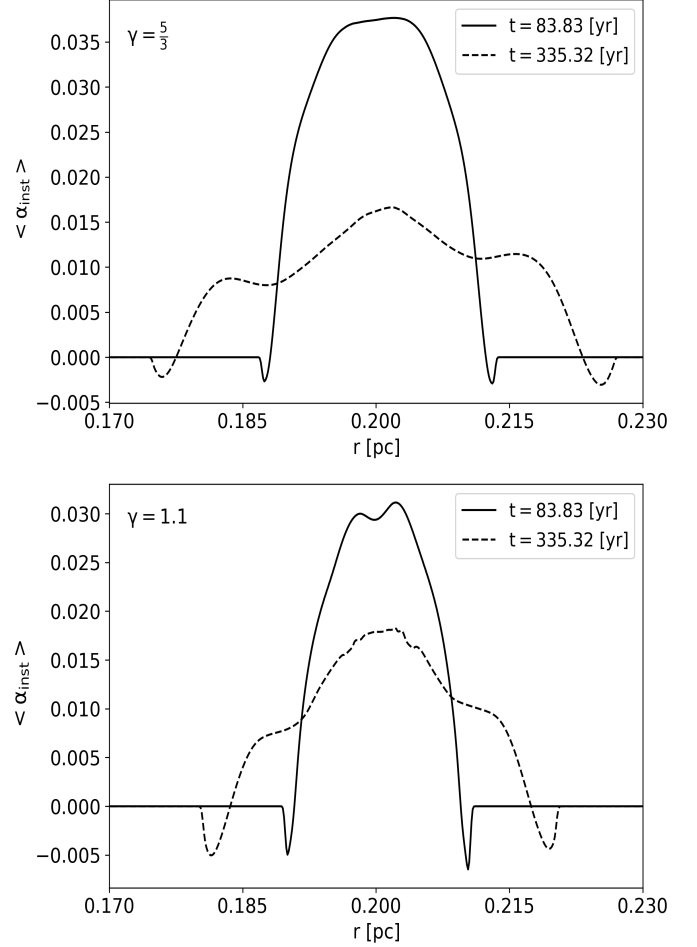 γ = 5/3
t = 83.83 [yr]
t = 335.32 [yr]
< α_inst >
0.035
0.030
0.025
0.020
0.015
0.010
0.005
0.000
−0.005
0.170 0.185 0.200 0.215 0.230
r [pc]
γ = 1.1
t = 83.83 [yr]
t = 335.32 [yr]
< α_inst >
0.030
0.025
0.020
0.015
0.010
0.005
0.000
−0.005
0.170 0.185 0.200 0.215 0.230
r [pc]